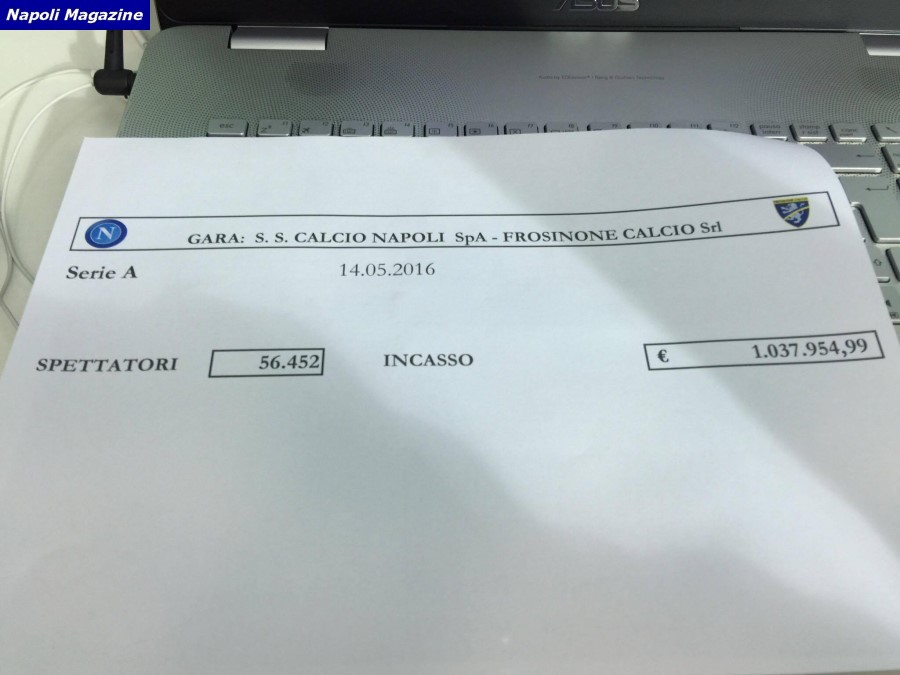 Napoli Magazine
ASUS
GARA: S. S. CALCIO NAPOLI SpA - FROSINONE CALCIO Srl
N
Serie A 14.05.2016
SPETTATORI 56.452 INCASSO € 1.037.954,99